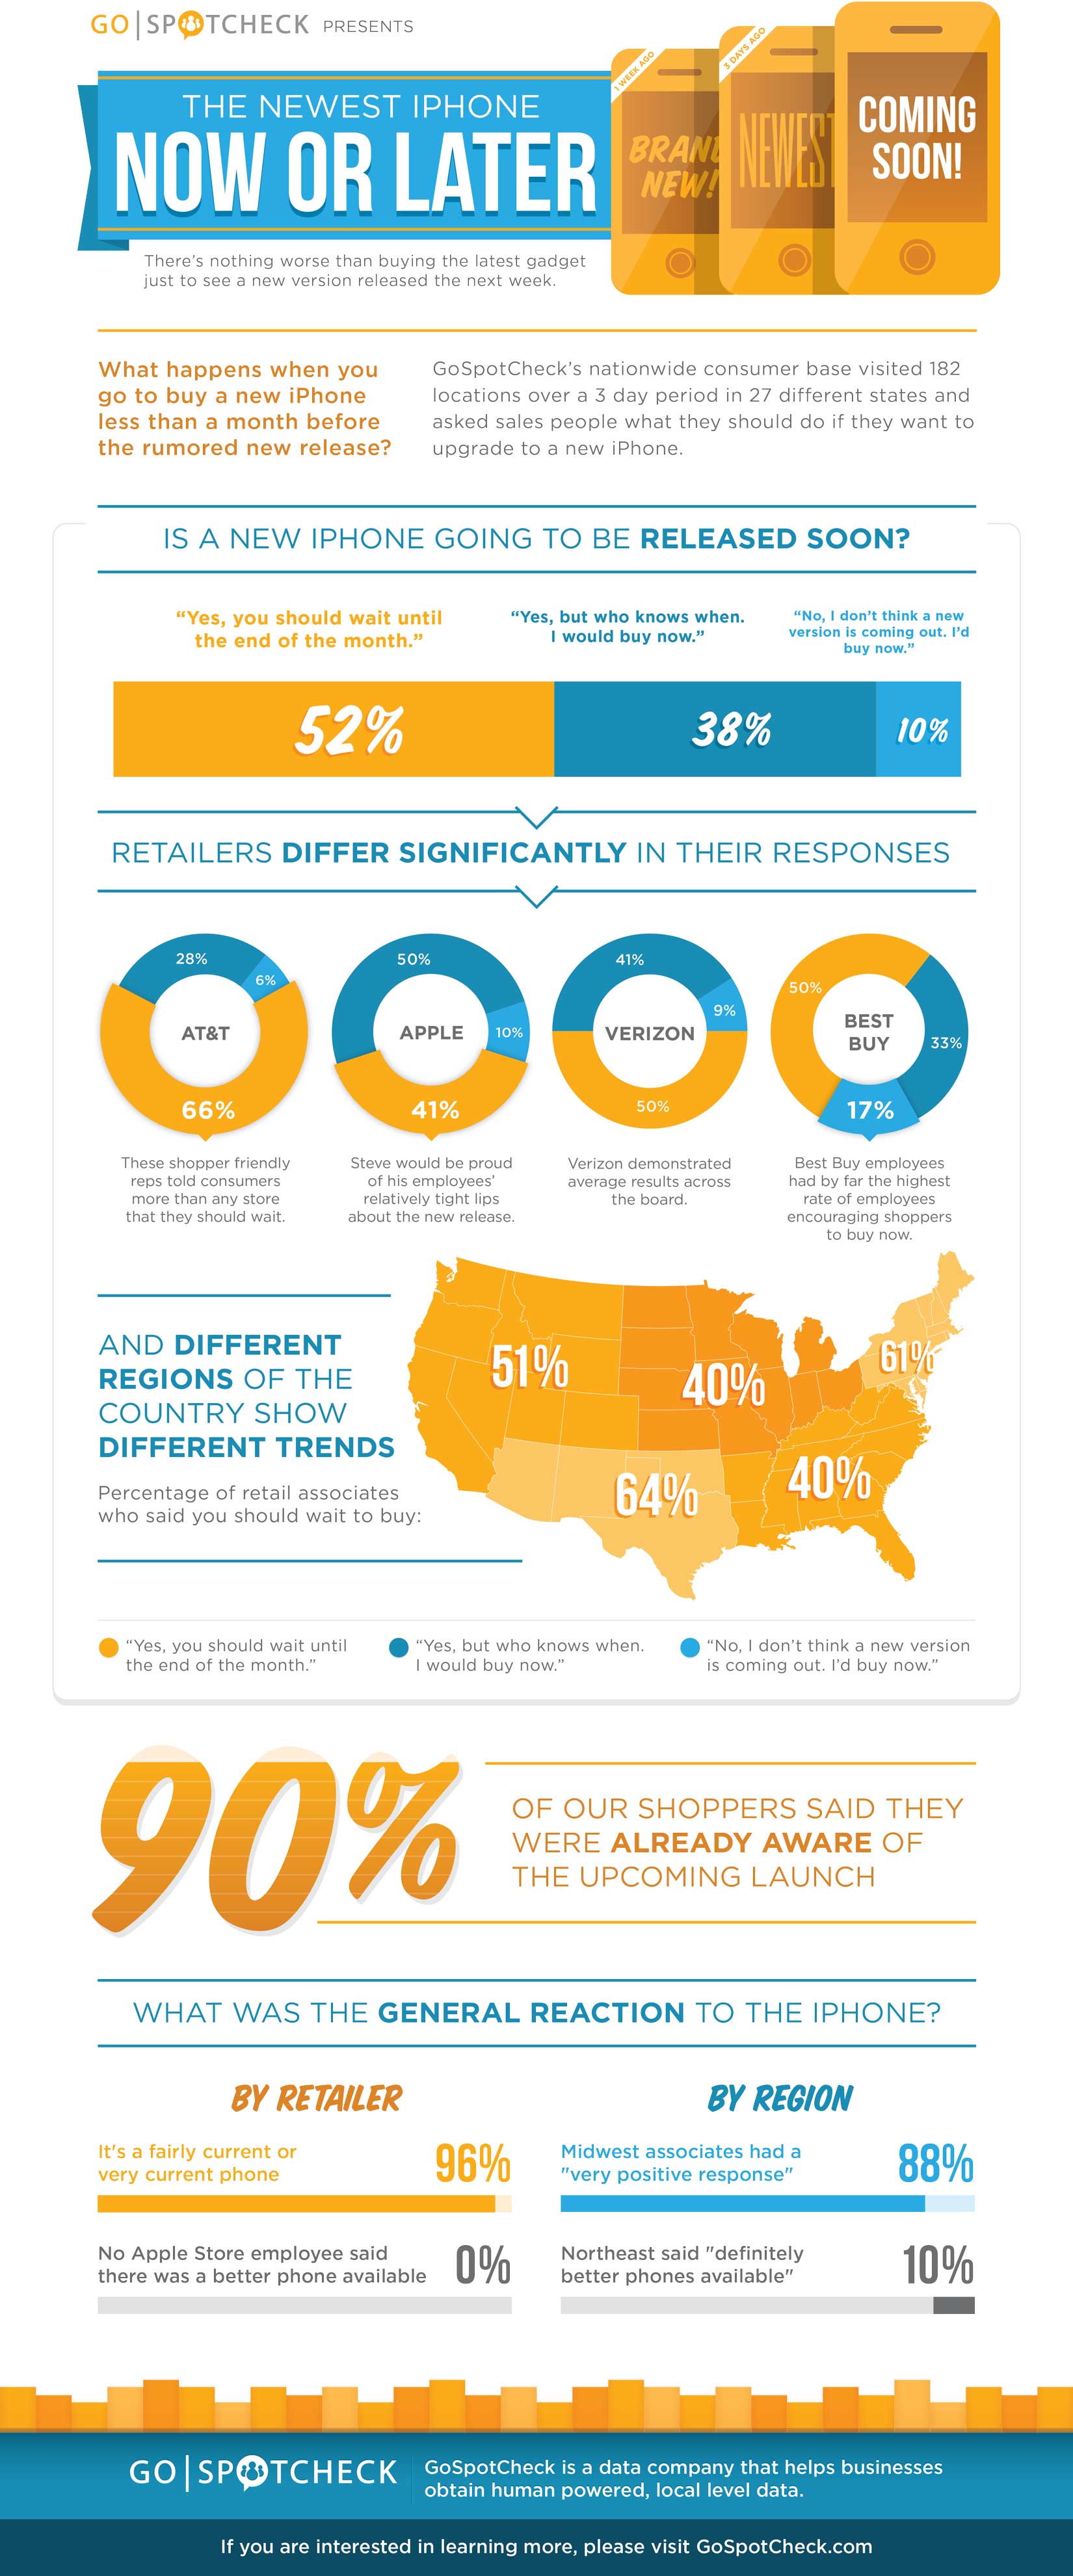 GO|SPOTCHECK PRESENTS
THE NEWEST IPHONE
NOW OR LATER
There's nothing worse than buying the latest gadget
just to see a new version released the next week.
1 WEEK AGO
BRAND
NEW!
3 DAYS AGO
NEWEST
COMING
SOON!
What happens when you
go to buy a new iPhone
less than a month before
the rumored new release?
GoSpotCheck's nationwide consumer base visited 182
locations over a 3 day period in 27 different states and
asked sales people what they should do if they want to
upgrade to a new iPhone.
IS A NEW IPHONE GOING TO BE RELEASED SOON?
“Yes, you should wait until
the end of the month.”
“Yes, but who knows when.
I would buy now.”
“No, I don't think a new
version is coming out. I'd
buy now.”
52%
38%
10%
RETAILERS DIFFER SIGNIFICANTLY IN THEIR RESPONSES
28%
6%
AT&T
66%
These shopper friendly
reps told consumers
more than any store
that they should wait.
50%
10%
APPLE
41%
Steve would be proud
of his employees'
relatively tight lips
about the new release.
41%
9%
VERIZON
50%
Verizon demonstrated
average results across
the board.
50%
BEST
BUY
33%
17%
Best Buy employees
had by far the highest
rate of employees
encouraging shoppers
to buy now.
AND DIFFERENT
REGIONS OF THE
COUNTRY SHOW
DIFFERENT TRENDS
Percentage of retail associates
who said you should wait to buy:
51%
40%
61%
64%
40%
“Yes, you should wait until
the end of the month.”
“Yes, but who knows when.
I would buy now.”
“No, I don't think a new version
is coming out. I'd buy now.”
90%
OF OUR SHOPPERS SAID THEY
WERE ALREADY AWARE OF
THE UPCOMING LAUNCH
WHAT WAS THE GENERAL REACTION TO THE IPHONE?
BY RETAILER
It's a fairly current or
very current phone
96%
No Apple Store employee said
there was a better phone available
0%
BY REGION
Midwest associates had a
"very positive response"
88%
Northeast said "definitely
better phones available"
10%
GO|SPOTCHECK
GoSpotCheck is a data company that helps businesses
obtain human powered, local level data.
If you are interested in learning more, please visit GoSpotCheck.com